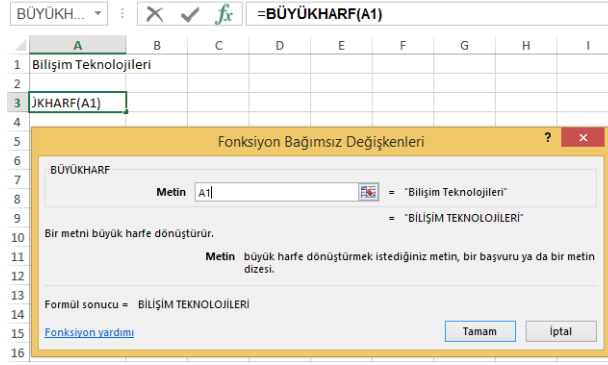 BÜYÜKH... fx =BÜYÜKHARF(A1)
A B C D E F G H I
1 Bilişim Teknolojileri
2
3 ÜKHARF(A1)
4
5 Fonksiyon Bağımsız Değişkenleri ? ×
6
7 BÜYÜKHARF
8 Metin A1 = "Bilişim Teknolojileri"
9 = "BİLİŞİM TEKNOLOJİLERİ"
10 Bir metni büyük harfe dönüştürür.
11 Metin büyük harfe dönüştürmek istediğiniz metin, bir başvuru ya da bir metin
12 dizesi.
13
14 Formül sonucu = BİLİŞİM TEKNOLOJİLERİ
15 Fonksiyon yardımı Tamam İptal
16